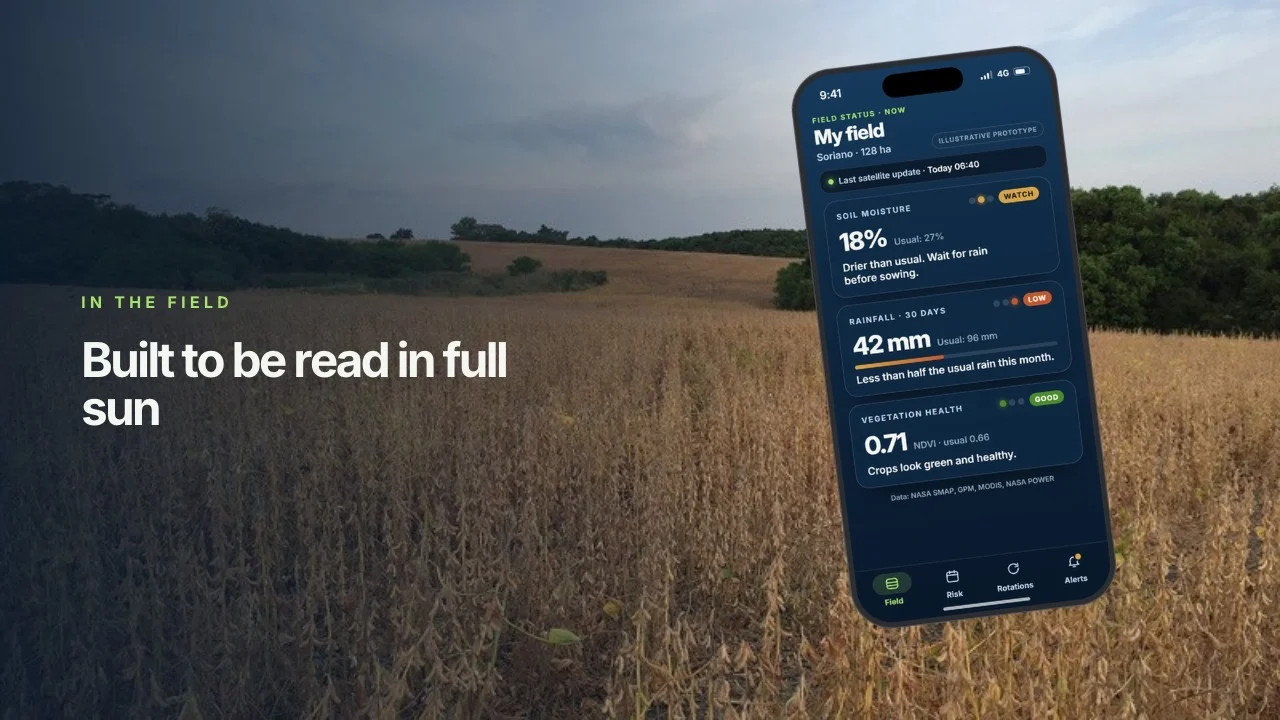 IN THE FIELD
Built to be read in full
sun
9:41
4G
FIELD STATUS · NOW
My field
Soriano · 128 ha
ILLUSTRATIVE PROTOTYPE
Last satellite update · Today 06:40
SOIL MOISTURE
WATCH
18% Usual: 27%
Drier than usual. Wait for rain
before sowing.
RAINFALL · 30 DAYS
LOW
42 mm Usual: 96 mm
Less than half the usual rain this month.
VEGETATION HEALTH
GOOD
0.71 NDVI · usual 0.66
Crops look green and healthy.
Data: NASA SMAP, GPM, MODIS, NASA POWER
Field
Risk
Rotations
Alerts